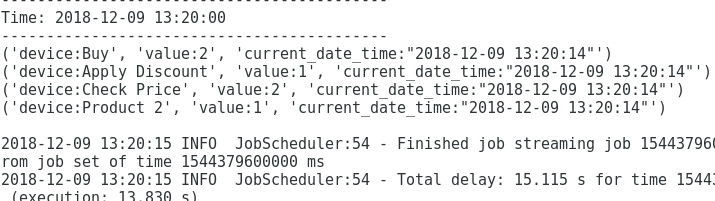 -------------------------------------------
Time: 2018-12-09 13:20:00
-------------------------------------------
('device:Buy', 'value:2', 'current_date_time:"2018-12-09 13:20:14"')
('device:Apply Discount', 'value:1', 'current_date_time:"2018-12-09 13:20:14"')
('device:Check Price', 'value:2', 'current_date_time:"2018-12-09 13:20:14"')
('device:Product 2', 'value:1', 'current_date_time:"2018-12-09 13:20:14"')
2018-12-09 13:20:15 INFO  JobScheduler:54 - Finished job streaming job 154437960
rom job set of time 1544379600000 ms
2018-12-09 13:20:15 INFO  JobScheduler:54 - Total delay: 15.115 s for time 15443
(execution: 13.830 s)